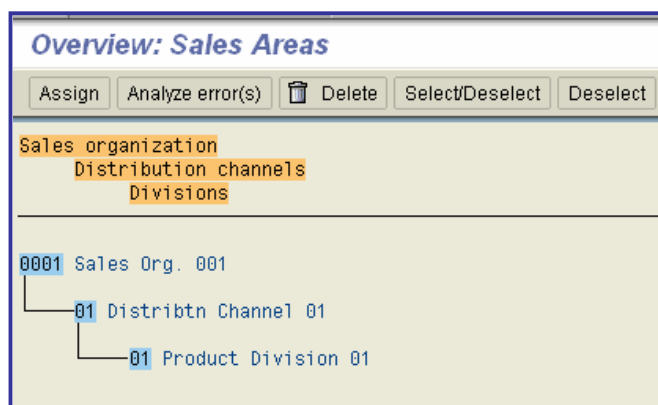 Overview: Sales Areas
Assign Analyze error(s) Delete Select/Deselect Deselect
Sales organization
Distribution channels
Divisions
0001 Sales Org. 001
01 Distribtn Channel 01
01 Product Division 01